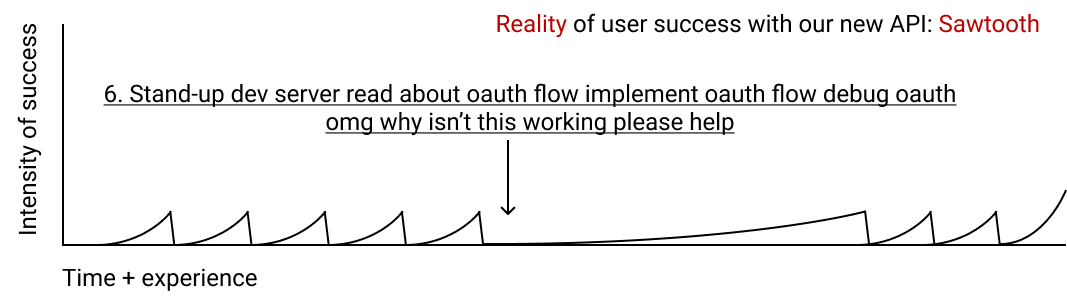 Reality of user success with our new API: Sawtooth
Intensity of success
6. Stand-up dev server read about oauth flow implement oauth flow debug oauth
omg why isn’t this working please help
Time + experience